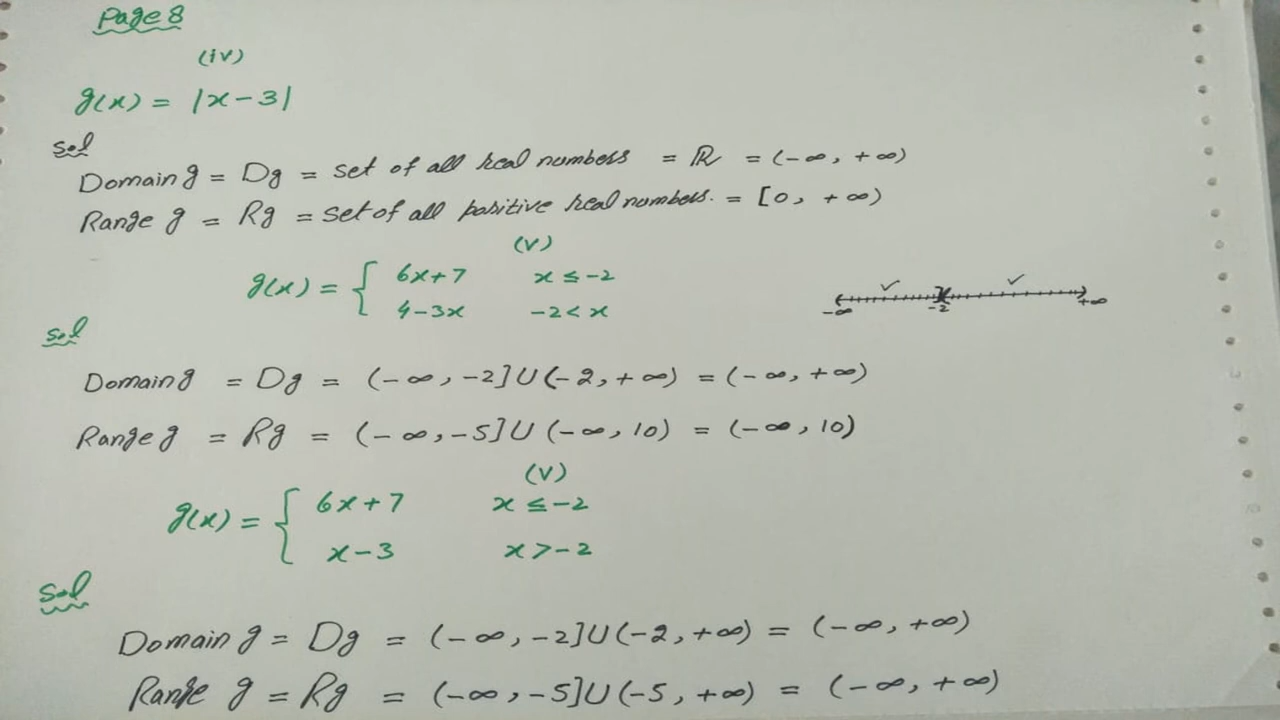 Page 8
(iv)
g(x) = |x-3|
Sol
Domain g = Dg = set of all real numbers = ℝ = (-∞, +∞)
Range g = Rg = set of all positive real numbers. = [0, +∞)
(v)
g(x) = { 6x+7 x ≤ -2
4-3x -2 < x
-∞ -2 +∞
Sol
Domain g = Dg = (-∞, -2] U (-2, +∞) = (-∞, +∞)
Range g = Rg = (-∞, -5] U (-∞, 10) = (-∞, 10)
(v)
g(x) = { 6x+7 x ≤ -2
x-3 x > -2
Sol
Domain g = Dg = (-∞, -2] U (-2, +∞) = (-∞, +∞)
Range g = Rg = (-∞, -5] U (-5, +∞) = (-∞, +∞)